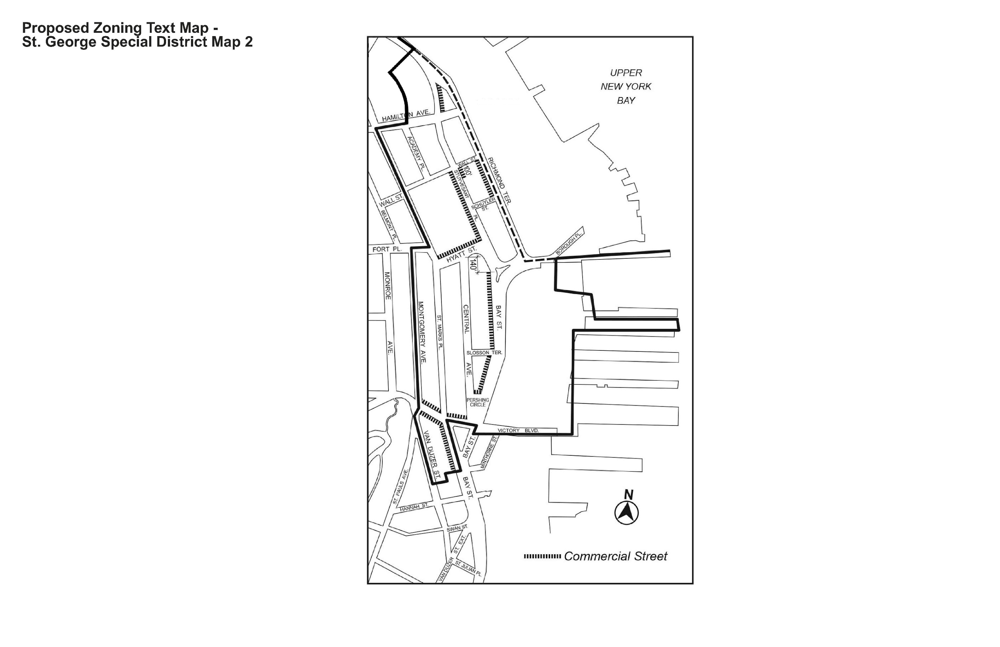 Proposed Zoning Text Map -
St. George Special District Map 2
UPPER
NEW YORK
BAY
HAMILTON AVE.
ACADEMY PL.
WALL ST.
100'
RICHMOND TER.
STUYVESANT
PL.
SCHUYLER
ST.
WALL ST.
BELMONT PL.
BOROUGH PL.
FORT PL.
HYATT ST.
140'
MONROE
AVE.
MONTGOMERY AVE.
ST. MARKS PL.
CENTRAL
AVE.
BAY ST.
SLOSSON TER.
PERSHING
CIRCLE
VICTORY BLVD.
VAN DUZER ST.
BAY ST.
MINTHORNE ST.
ST. PAULS AVE.
BAY ST.
HANNAH ST.
SWAN ST.
VAN DUZER ST. EXT.
ST. JULIAN PL.
N
Commercial Street